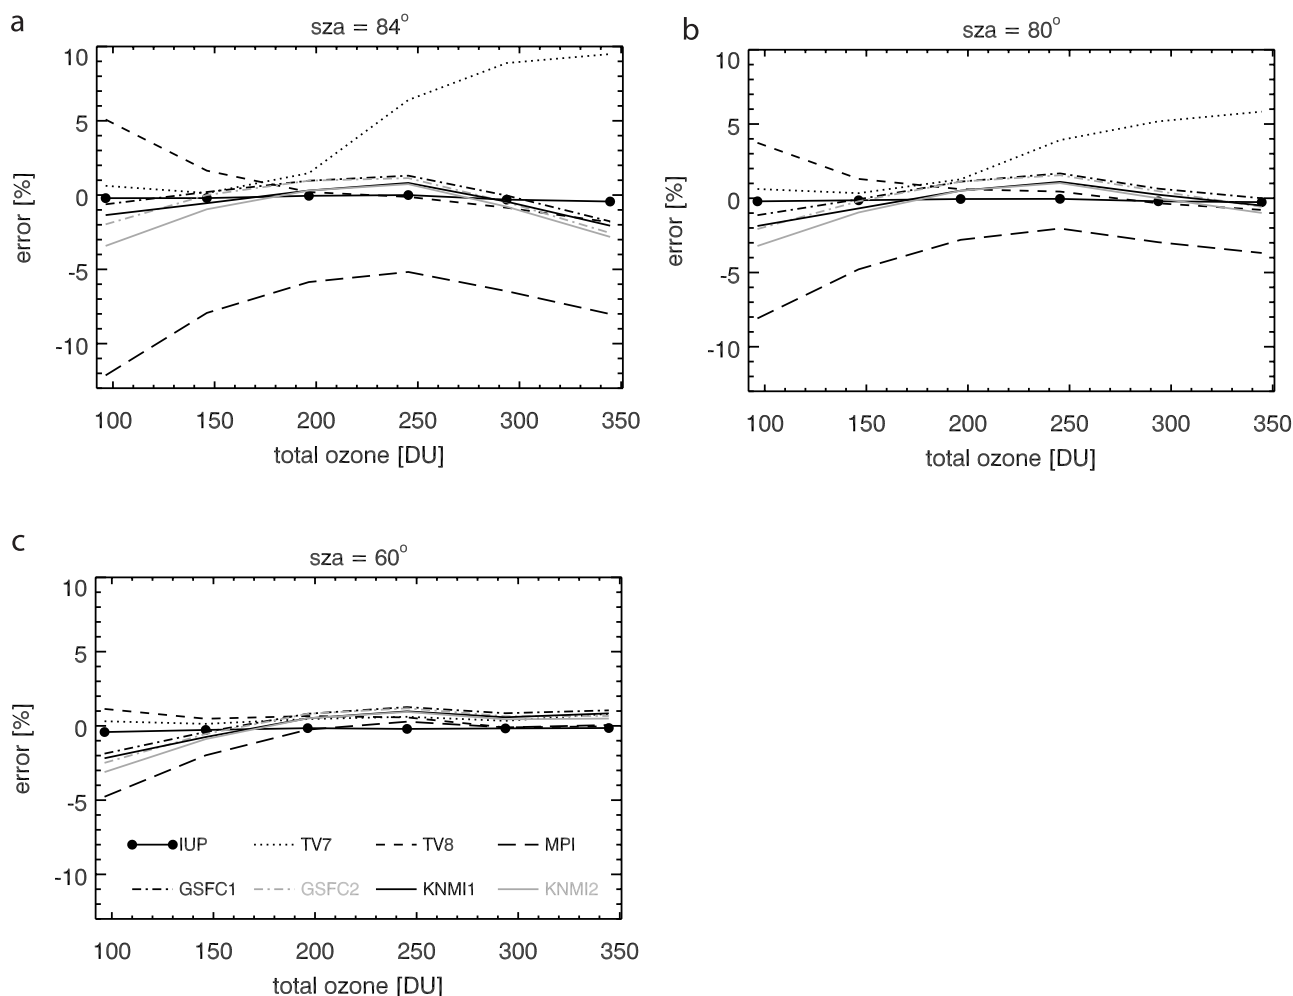 a
sza = 84°
10
5
0
-5
-10
error [%]
100 150 200 250 300 350
total ozone [DU]
b
sza = 80°
10
5
0
-5
-10
error [%]
100 150 200 250 300 350
total ozone [DU]
c
sza = 60°
10
5
0
-5
-10
error [%]
IUP TV7 TV8 MPI
GSFC1 GSFC2 KNMI1 KNMI2
100 150 200 250 300 350
total ozone [DU]